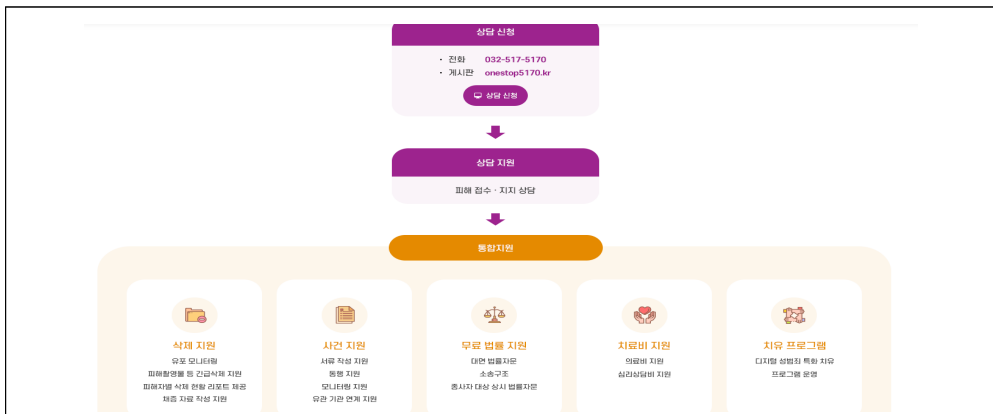 상담 신청
· 전화 032-517-5170
· 게시판 onestop5170.kr
상담 신청
상담 지원
피해 접수 · 지지 상담
통합지원
삭제 지원
유포 모니터링
피해촬영물 등 긴급삭제 지원
피해자별 삭제 현황 리포트 제공
채증 자료 작성 지원
사건 지원
서류 작성 지원
동행 지원
모니터링 지원
유관 기관 연계 지원
무료 법률 지원
대면 법률자문
소송구조
종사자 대상 상시 법률자문
치료비 지원
의료비 지원
심리상담비 지원
치유 프로그램
디지털 성범죄 특화 치유
프로그램 운영